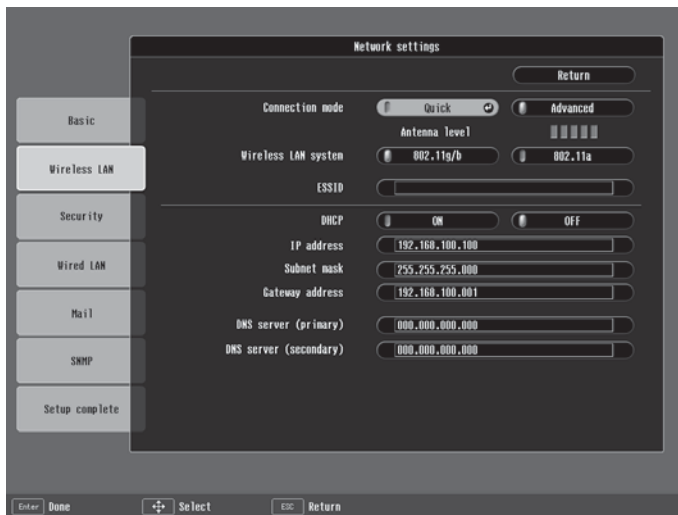 Network settings
Return
Basic
Wireless LAN
Security
Wired LAN
Mail
SNMP
Setup complete
Connection mode Quick Advanced
Antenna level
Wireless LAN system 802.11g/b 802.11a
ESSID
DHCP ON OFF
IP address 192.168.100.100
Subnet mask 255.255.255.000
Gateway address 192.168.100.001
DNS server (primary) 000.000.000.000
DNS server (secondary) 000.000.000.000
Enter Done Select ESC Return